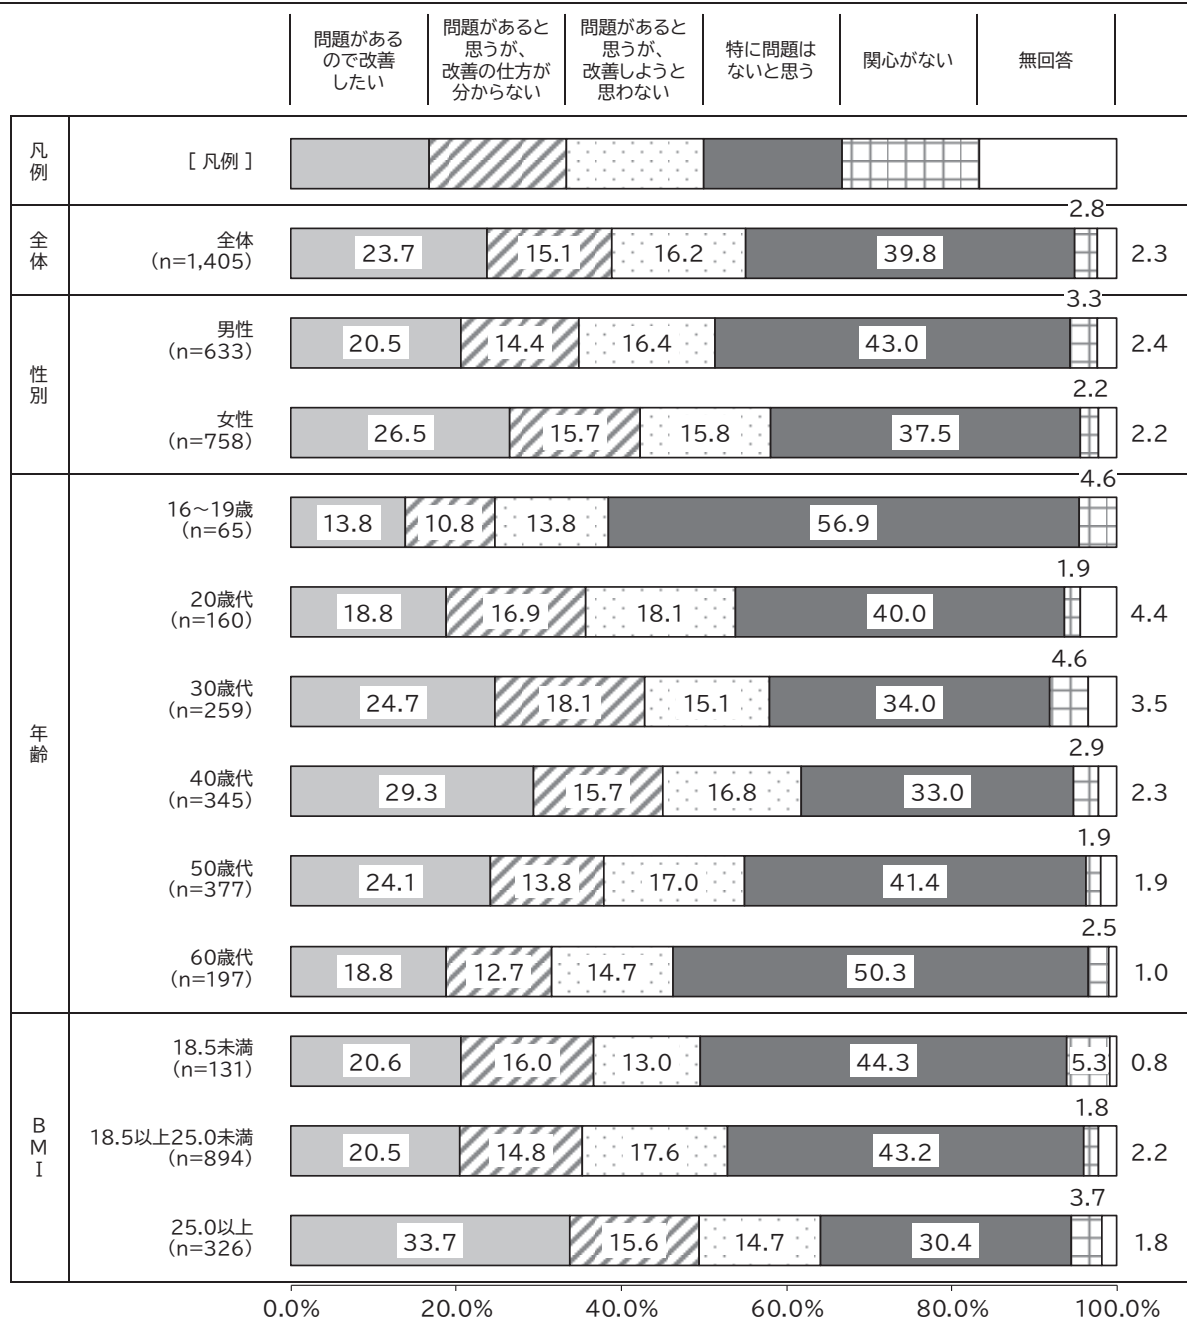 問題がある
ので改善
したい
問題があると
思うが、
改善の仕方が
分からない
問題があると
思うが、
改善しようと
思わない
特に問題は
ないと思う
関心がない
無回答
凡例
[ 凡例 ]
全体
全体
(n=1,405)
23.7
15.1
16.2
39.8
2.8
2.3
性別
男性
(n=633)
20.5
14.4
16.4
43.0
3.3
2.4
女性
(n=758)
26.5
15.7
15.8
37.5
2.2
2.2
年齢
16～19歳
(n=65)
13.8
10.8
13.8
56.9
4.6
20歳代
(n=160)
18.8
16.9
18.1
40.0
1.9
4.4
30歳代
(n=259)
24.7
18.1
15.1
34.0
4.6
3.5
40歳代
(n=345)
29.3
15.7
16.8
33.0
2.9
2.3
50歳代
(n=377)
24.1
13.8
17.0
41.4
1.9
1.9
60歳代
(n=197)
18.8
12.7
14.7
50.3
2.5
1.0
BMI
18.5未満
(n=131)
20.6
16.0
13.0
44.3
5.3
0.8
18.5以上25.0未満
(n=894)
20.5
14.8
17.6
43.2
1.8
2.2
25.0以上
(n=326)
33.7
15.6
14.7
30.4
3.7
1.8
0.0%
20.0%
40.0%
60.0%
80.0%
100.0%